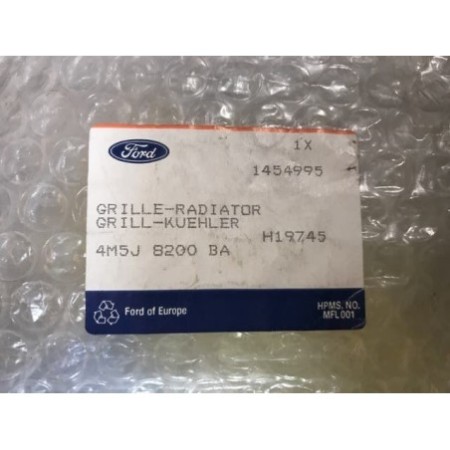 Ford
1X
1454995
GRILLE-RADIATOR
GRILL-KUEHLER
H19745
4M5J 8200 BA
Ford of Europe
HPMS. NO.
MFL001